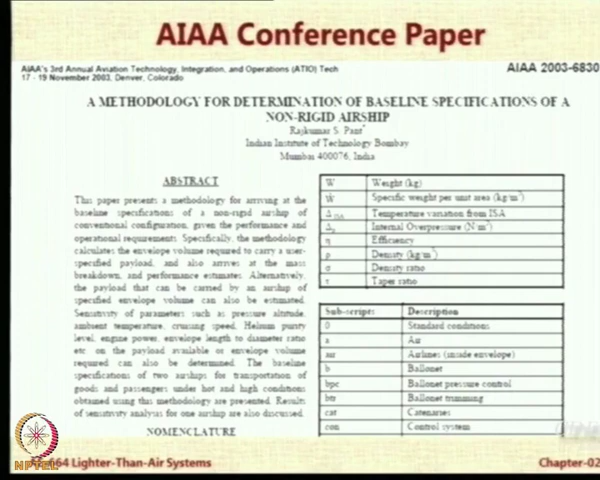 AIAA Conference Paper
AIAA's 3rd Annual Aviation Technology, Integration, and Operations (ATIO) Tech
17 - 19 November 2003, Denver, Colorado
AIAA 2003-6830
A METHODOLOGY FOR DETERMINATION OF BASELINE SPECIFICATIONS OF A
NON-RIGID AIRSHIP
Rajkumar S. Pant*
Indian Institute of Technology Bombay
Mumbai 400076, India
ABSTRACT
This paper presents a methodology for arriving at the
baseline specifications of a non-rigid airship of
conventional configuration, given the performance and
operational requirements. Specifically, the methodology
calculates the envelope volume required to carry a user-
specified payload, and also arrives at the mass
breakdown, and performance estimates. Alternatively,
the payload that can be carried by an airship of
specified envelope volume can also be estimated.
Sensitivity of parameters such as pressure altitude,
ambient temperature, cruising speed, Helium purity
level, engine power, envelope length to diameter ratio
etc on the payload available or envelope volume
required can also be determined. The baseline
specifications of two airships for transportation of
goods and passengers under hot and high conditions
obtained using this methodology are presented. Results
of sensitivity analysis for one airship are also discussed.
NOMENCLATURE
W Weight (kg)
Specific weight per unit area (kg/m²)
Temperature variation from ISA
Δp Internal Overpressure (N/m²)
η Efficiency
ρ Density (kg/m³)
σ Density ratio
τ Taper ratio
Sub-scripts Description
0 Standard conditions
a Air
air Airlines (inside envelope)
b Ballonet
bpc Ballonet pressure control
btr Ballonet trimming
cat Catenaries
con Control system
NPTEL
664 Lighter-Than-Air Systems
Chapter-02